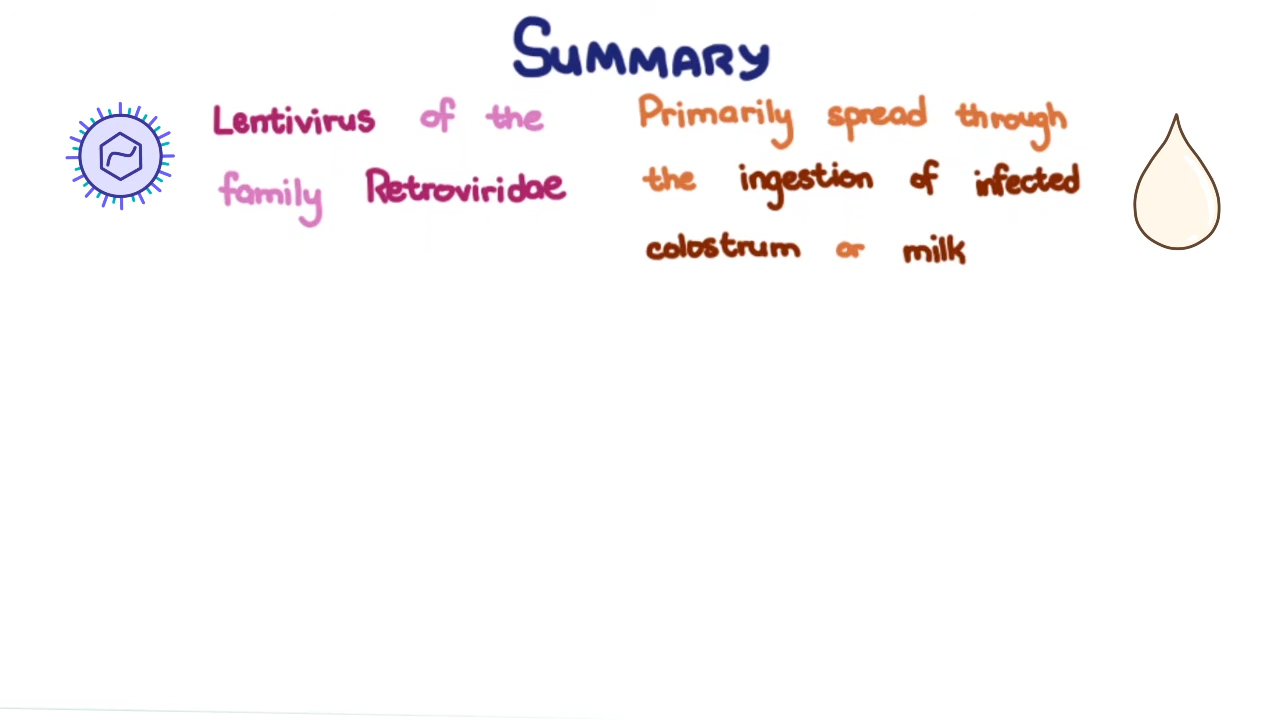 Summary
Lentivirus of the
family Retroviridae
Primarily spread through
the ingestion of infected
colostrum or milk